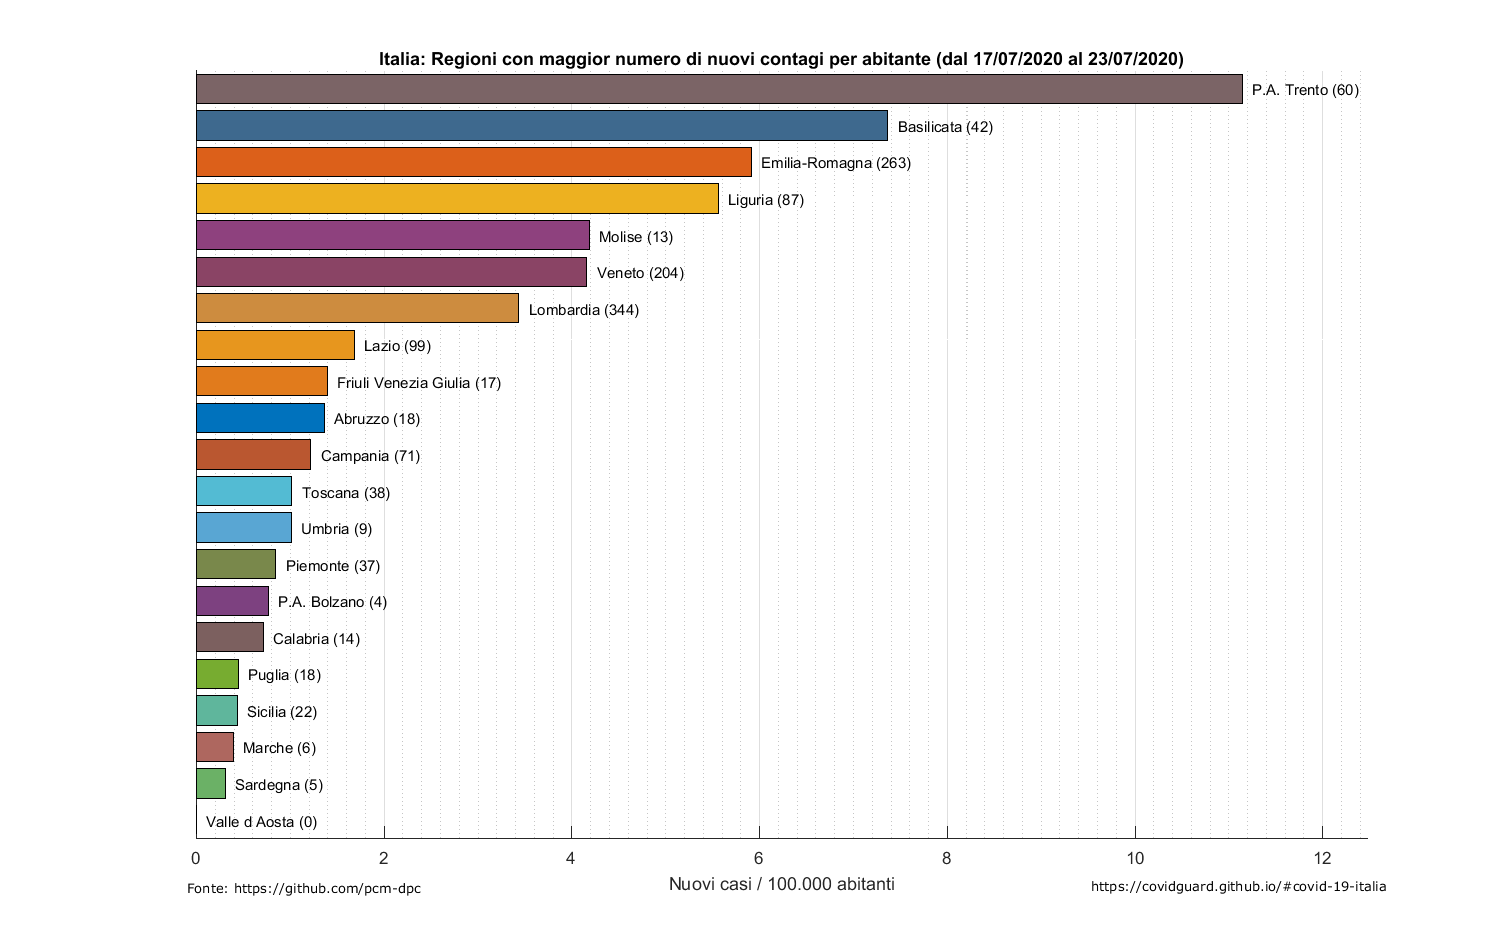 Italia: Regioni con maggior numero di nuovi contagi per abitante (dal 17/07/2020 al 23/07/2020)
P.A. Trento (60)
Basilicata (42)
Emilia-Romagna (263)
Liguria (87)
Molise (13)
Veneto (204)
Lombardia (344)
Lazio (99)
Friuli Venezia Giulia (17)
Abruzzo (18)
Campania (71)
Toscana (38)
Umbria (9)
Piemonte (37)
P.A. Bolzano (4)
Calabria (14)
Puglia (18)
Sicilia (22)
Marche (6)
Sardegna (5)
Valle d Aosta (0)
0 2 4 6 8 10 12
Nuovi casi / 100.000 abitanti
Fonte: https://github.com/pcm-dpc
https://covidguard.github.io/#covid-19-italia